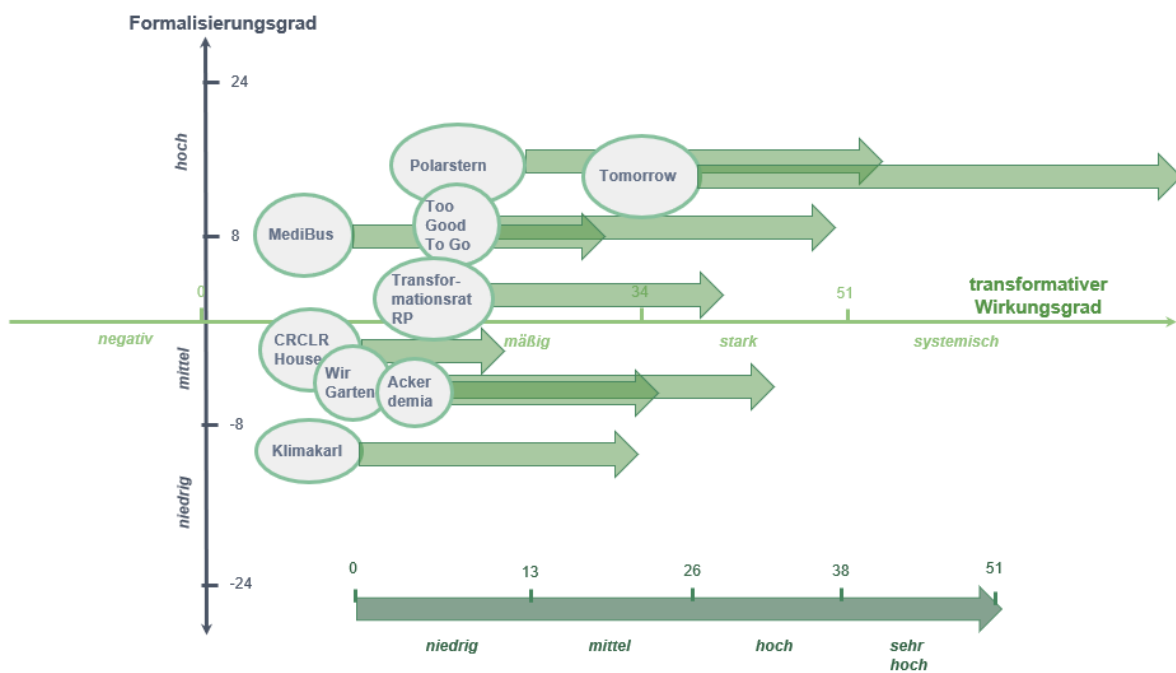 Formalisierungsgrad
24
hoch
Polarstern
Tomorrow
Too
Good
To Go
MediBus
8
Transfor-
mationsrat
RP
0
34
51
transformativer
Wirkungsgrad
negativ
mäßig
stark
systemisch
CRCLR
House
mittel
Wir
Garten
Acker
demia
-8
Klimakarl
niedrig
-24
0
13
26
38
51
niedrig
mittel
hoch
sehr
hoch